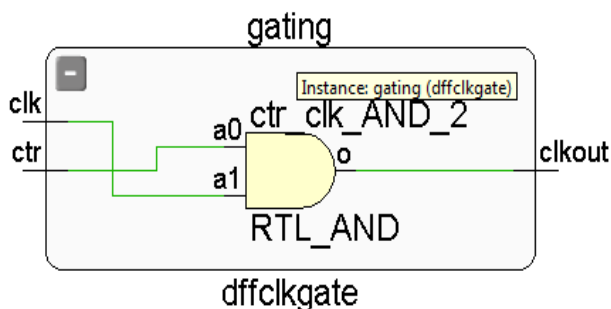 gating
-
Instance: gating (dffclkgate)
clk
ctr_clk_AND_2
a0
o
ctr
clkout
a1
RTL_AND
dffclkgate